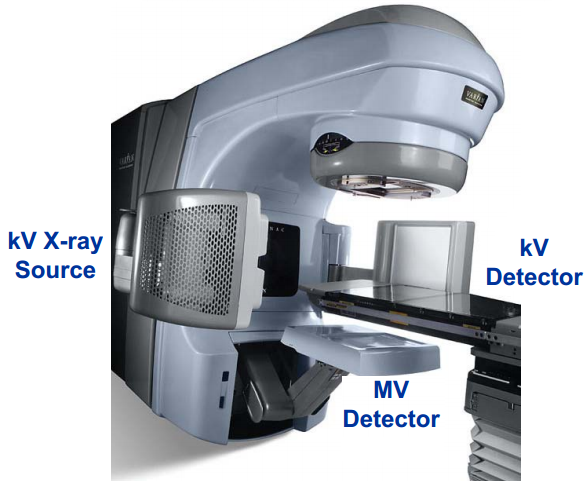 VARIAN
kV X-ray
Source
kV
Detector
MV
Detector